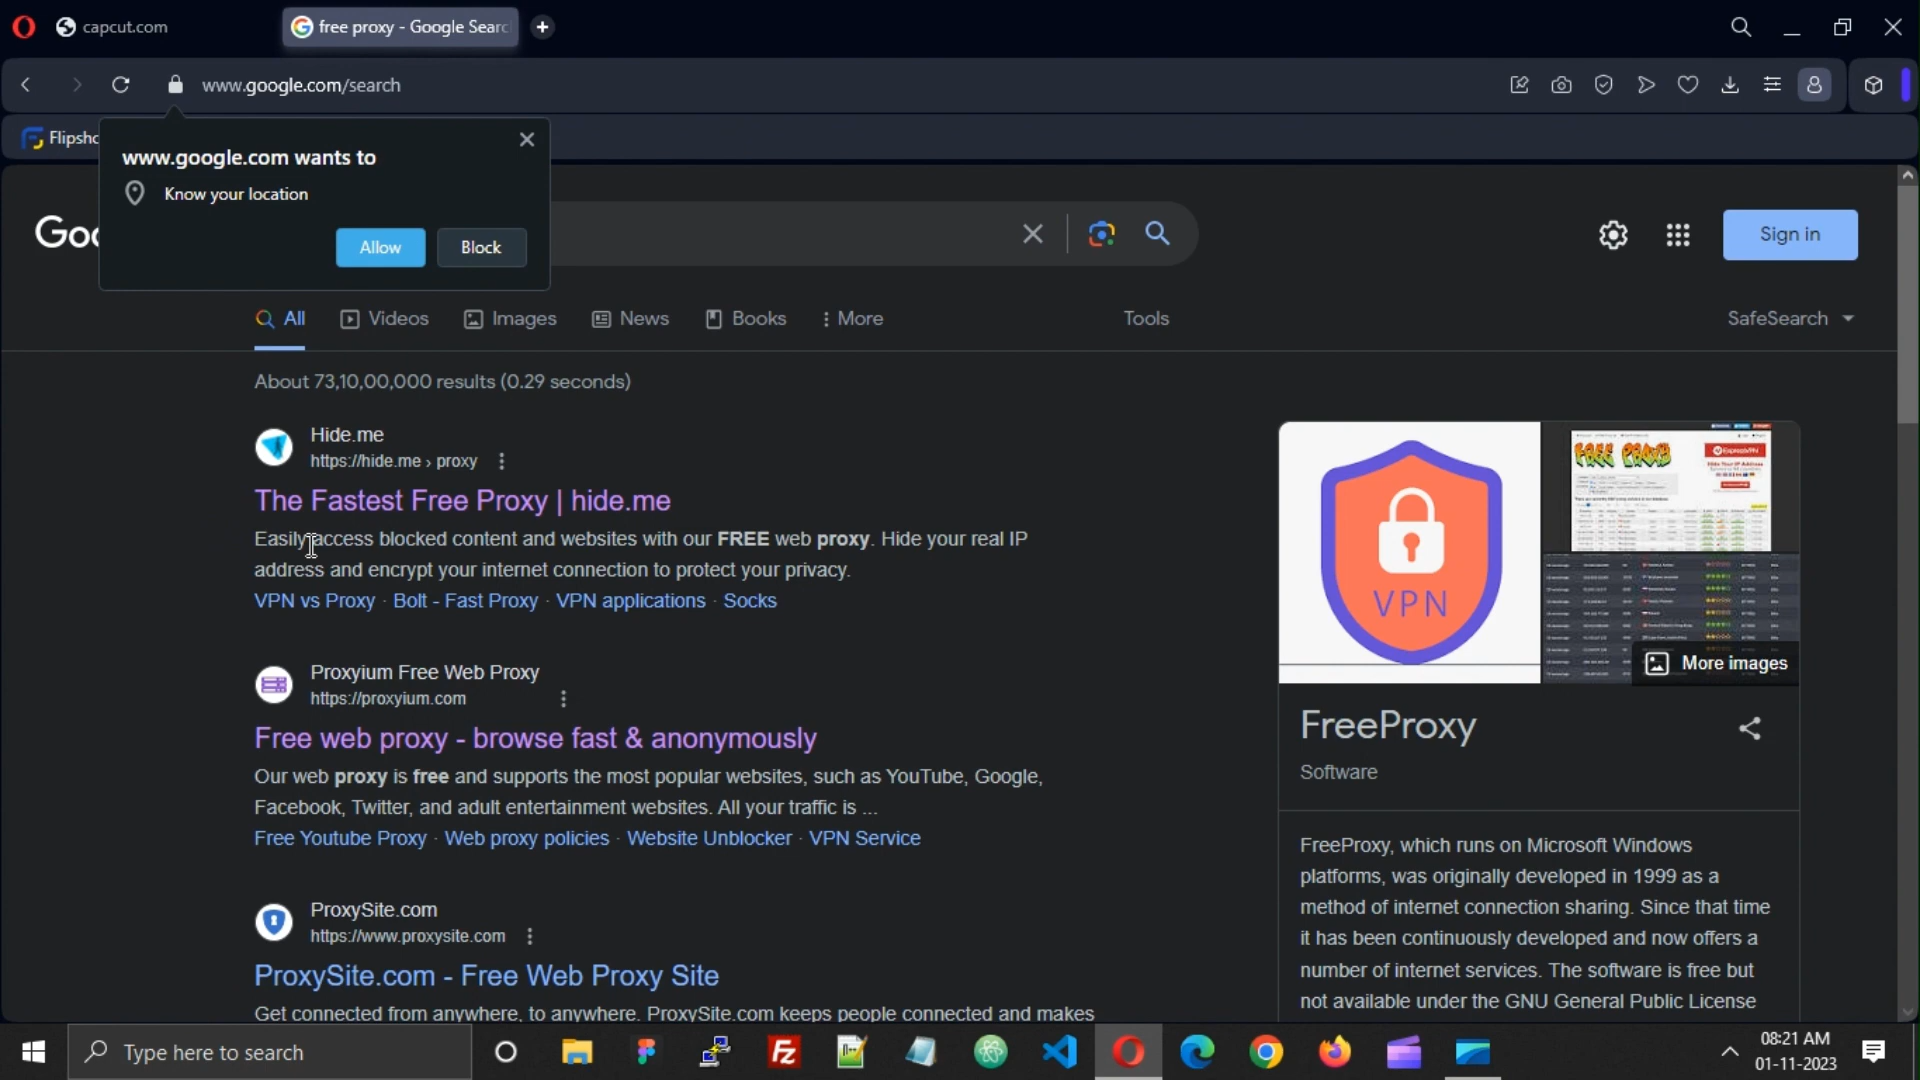 capcut.com
free proxy - Google Searc
www.google.com/search
Flipsho
www.google.com wants to
Know your location
Allow
Block
Goo
Sign in
All
Videos
Images
News
Books
More
Tools
SafeSearch
About 73,10,00,000 results (0.29 seconds)
Hide.me
https://hide.me › proxy
The Fastest Free Proxy | hide.me
Easily access blocked content and websites with our FREE web proxy. Hide your real IP
address and encrypt your internet connection to protect your privacy.
VPN vs Proxy · Bolt - Fast Proxy · VPN applications · Socks
Proxyium Free Web Proxy
https://proxyium.com
Free web proxy - browse fast & anonymously
Our web proxy is free and supports the most popular websites, such as YouTube, Google,
Facebook, Twitter, and adult entertainment websites. All your traffic is ...
Free Youtube Proxy · Web proxy policies · Website Unblocker · VPN Service
ProxySite.com
https://www.proxysite.com
ProxySite.com - Free Web Proxy Site
Get connected from anywhere, to anywhere. ProxySite.com keeps people connected and makes
VPN
FREE PROXY
ExpressVPN
More images
FreeProxy
Software
FreeProxy, which runs on Microsoft Windows
platforms, was originally developed in 1999 as a
method of internet connection sharing. Since that time
it has been continuously developed and now offers a
number of internet services. The software is free but
not available under the GNU General Public License
Type here to search
08:21 AM
01-11-2023